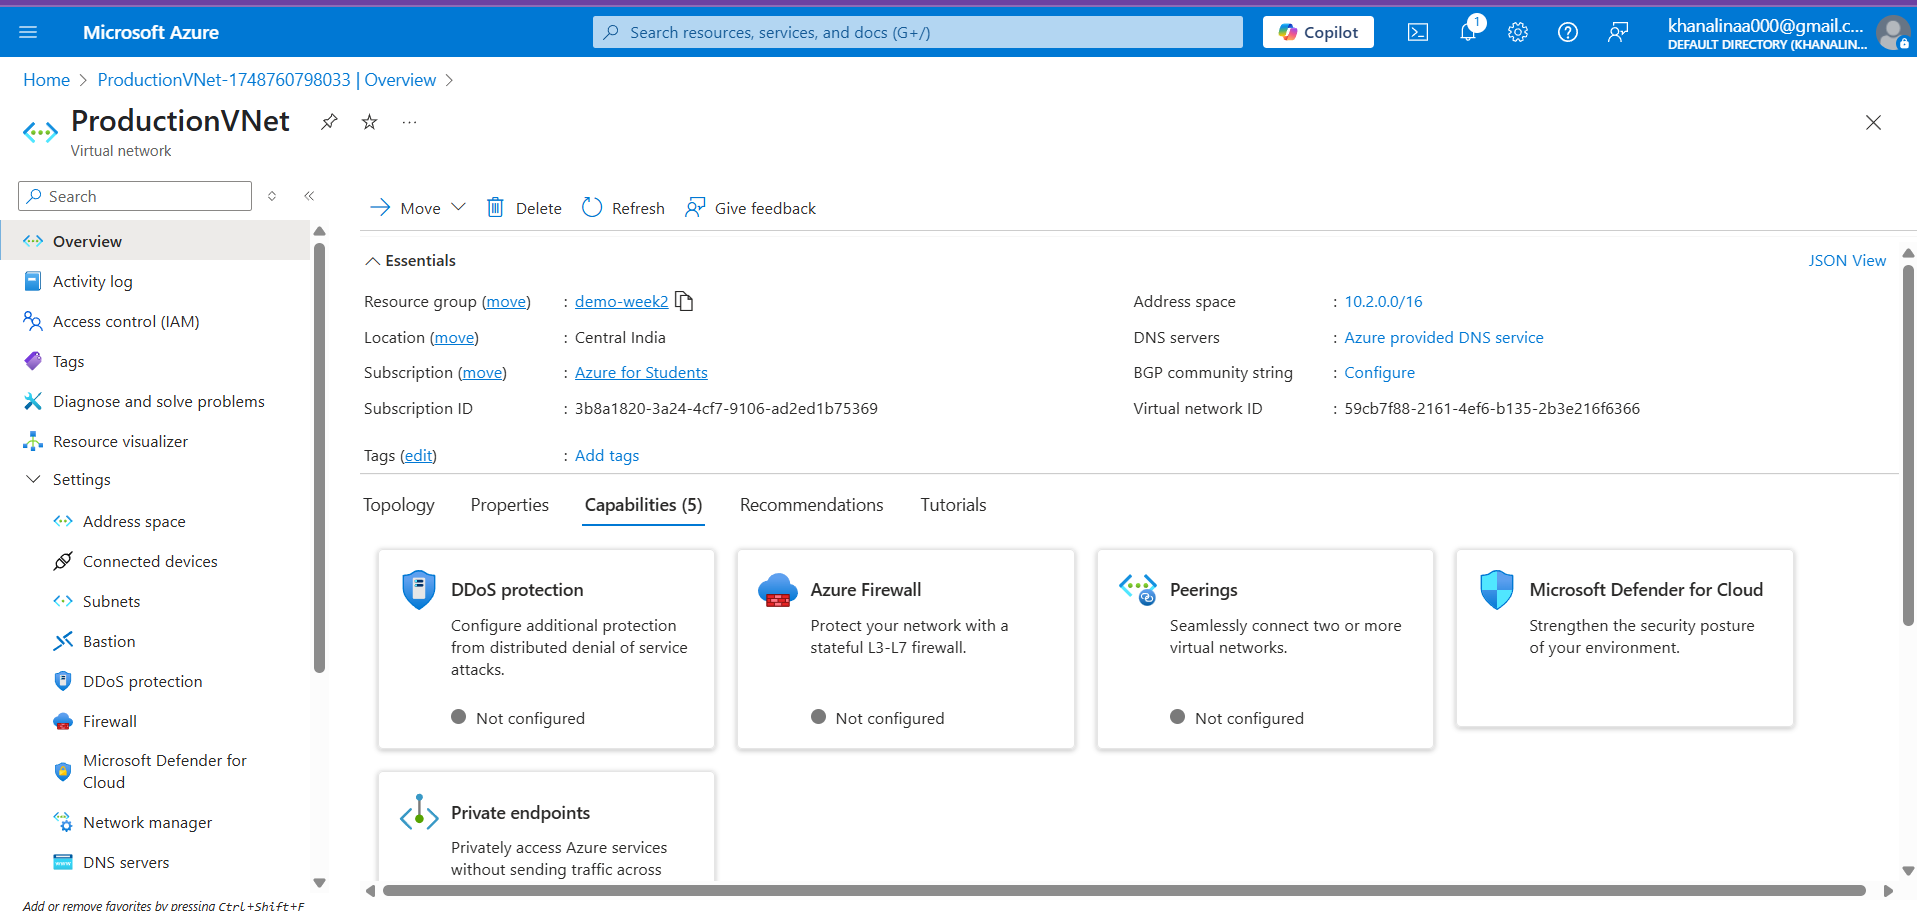 Microsoft Azure
Search resources, services, and docs (G+/)
Copilot
1
khanalinaa000@gmail.c...
DEFAULT DIRECTORY (KHANALIN...
Home > ProductionVNet-1748760798033 | Overview >
ProductionVNet
Virtual network
Search
Move
Delete
Refresh
Give feedback
Overview
Activity log
Access control (IAM)
Tags
Diagnose and solve problems
Resource visualizer
Settings
Address space
Connected devices
Subnets
Bastion
DDoS protection
Firewall
Microsoft Defender for
Cloud
Network manager
DNS servers
Add or remove favorites by pressing Ctrl+Shift+F
Essentials
JSON View
Resource group (move) : demo-week2
Location (move) : Central India
Subscription (move) : Azure for Students
Subscription ID : 3b8a1820-3a24-4cf7-9106-ad2ed1b75369
Address space : 10.2.0.0/16
DNS servers : Azure provided DNS service
BGP community string : Configure
Virtual network ID : 59cb7f88-2161-4ef6-b135-2b3e216f6366
Tags (edit) : Add tags
Topology
Properties
Capabilities (5)
Recommendations
Tutorials
DDoS protection
Configure additional protection
from distributed denial of service
attacks.
Not configured
Azure Firewall
Protect your network with a
stateful L3-L7 firewall.
Not configured
Peerings
Seamlessly connect two or more
virtual networks.
Not configured
Microsoft Defender for Cloud
Strengthen the security posture
of your environment.
Private endpoints
Privately access Azure services
without sending traffic across